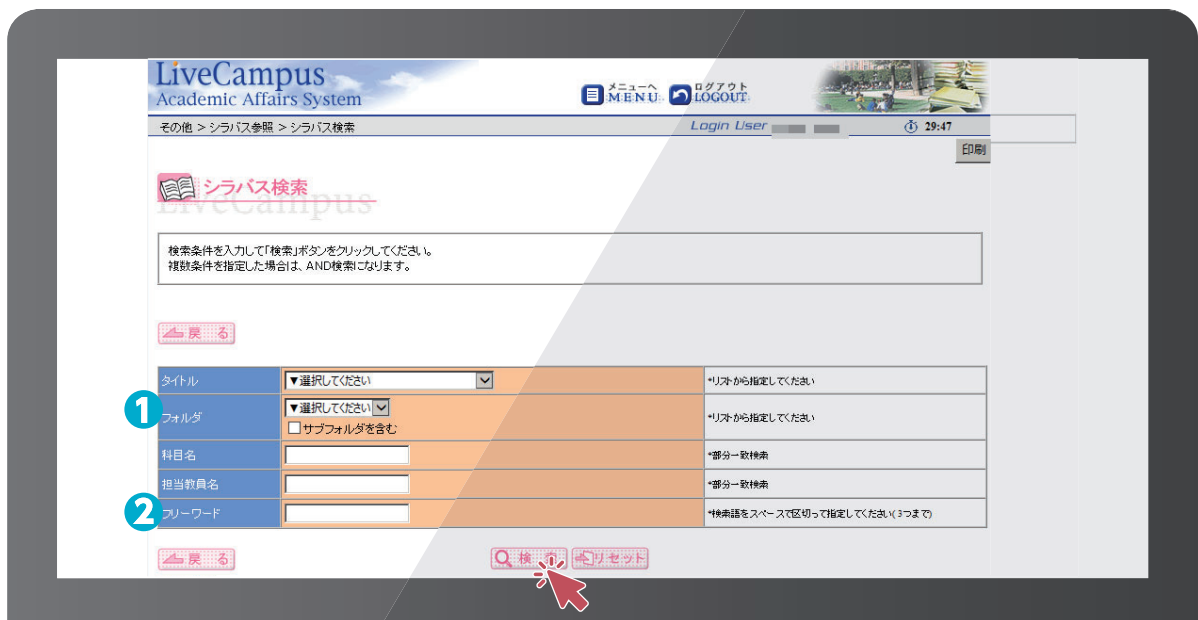 LiveCampus
Academic Affairs System
メニューへ
MENU
ログアウト
LOGOUT
その他 > シラバス参照 > シラバス検索
Login User
29:47
印刷
シラバス検索
LiveCampus
検索条件を入力して「検索」ボタンをクリックしてください。
複数条件を指定した場合は、AND検索になります。
戻る
タイトル
▼選択してください
*リストから指定してください
1
フォルダ
▼選択してください
サブフォルダを含む
*リストから指定してください
科目名
*部分一致検索
担当教員名
*部分一致検索
2
フリーワード
*検索語をスペースで区切って指定してください(3つまで)
戻る
検索
リセット